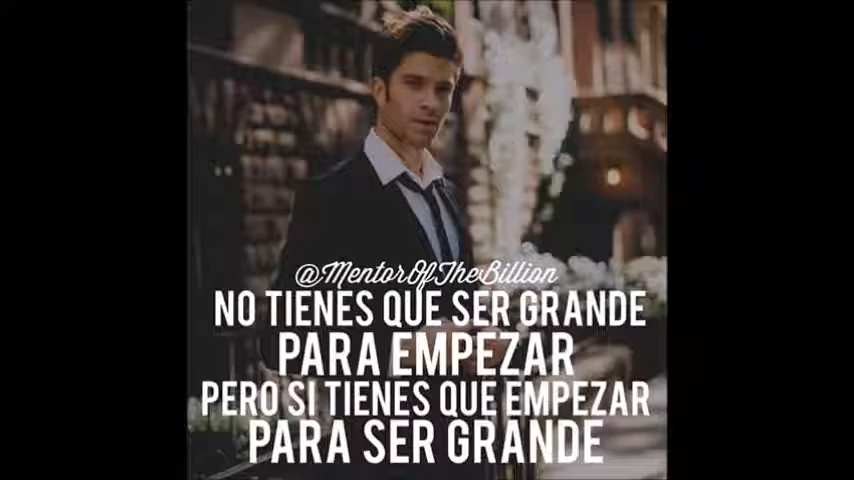 @MentorOfTheBillion
NO TIENES QUE SER GRANDE
PARA EMPEZAR
PERO SI TIENES QUE EMPEZAR
PARA SER GRANDE